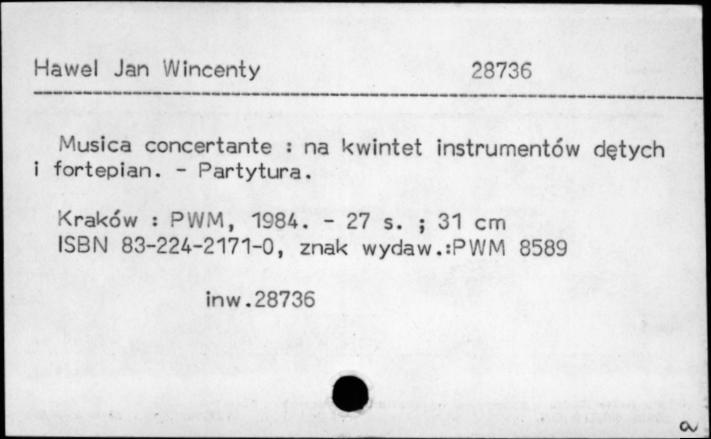 Hawel Jan Wincenty 28736
Musica concertante : na kwintet instrumentów dętych
i fortepian. - Partytura.
Kraków : PWM, 1984. - 27 s. ; 31 cm
ISBN 83-224-2171-0, znak wydaw.:PWM 8589
inw.28736
a